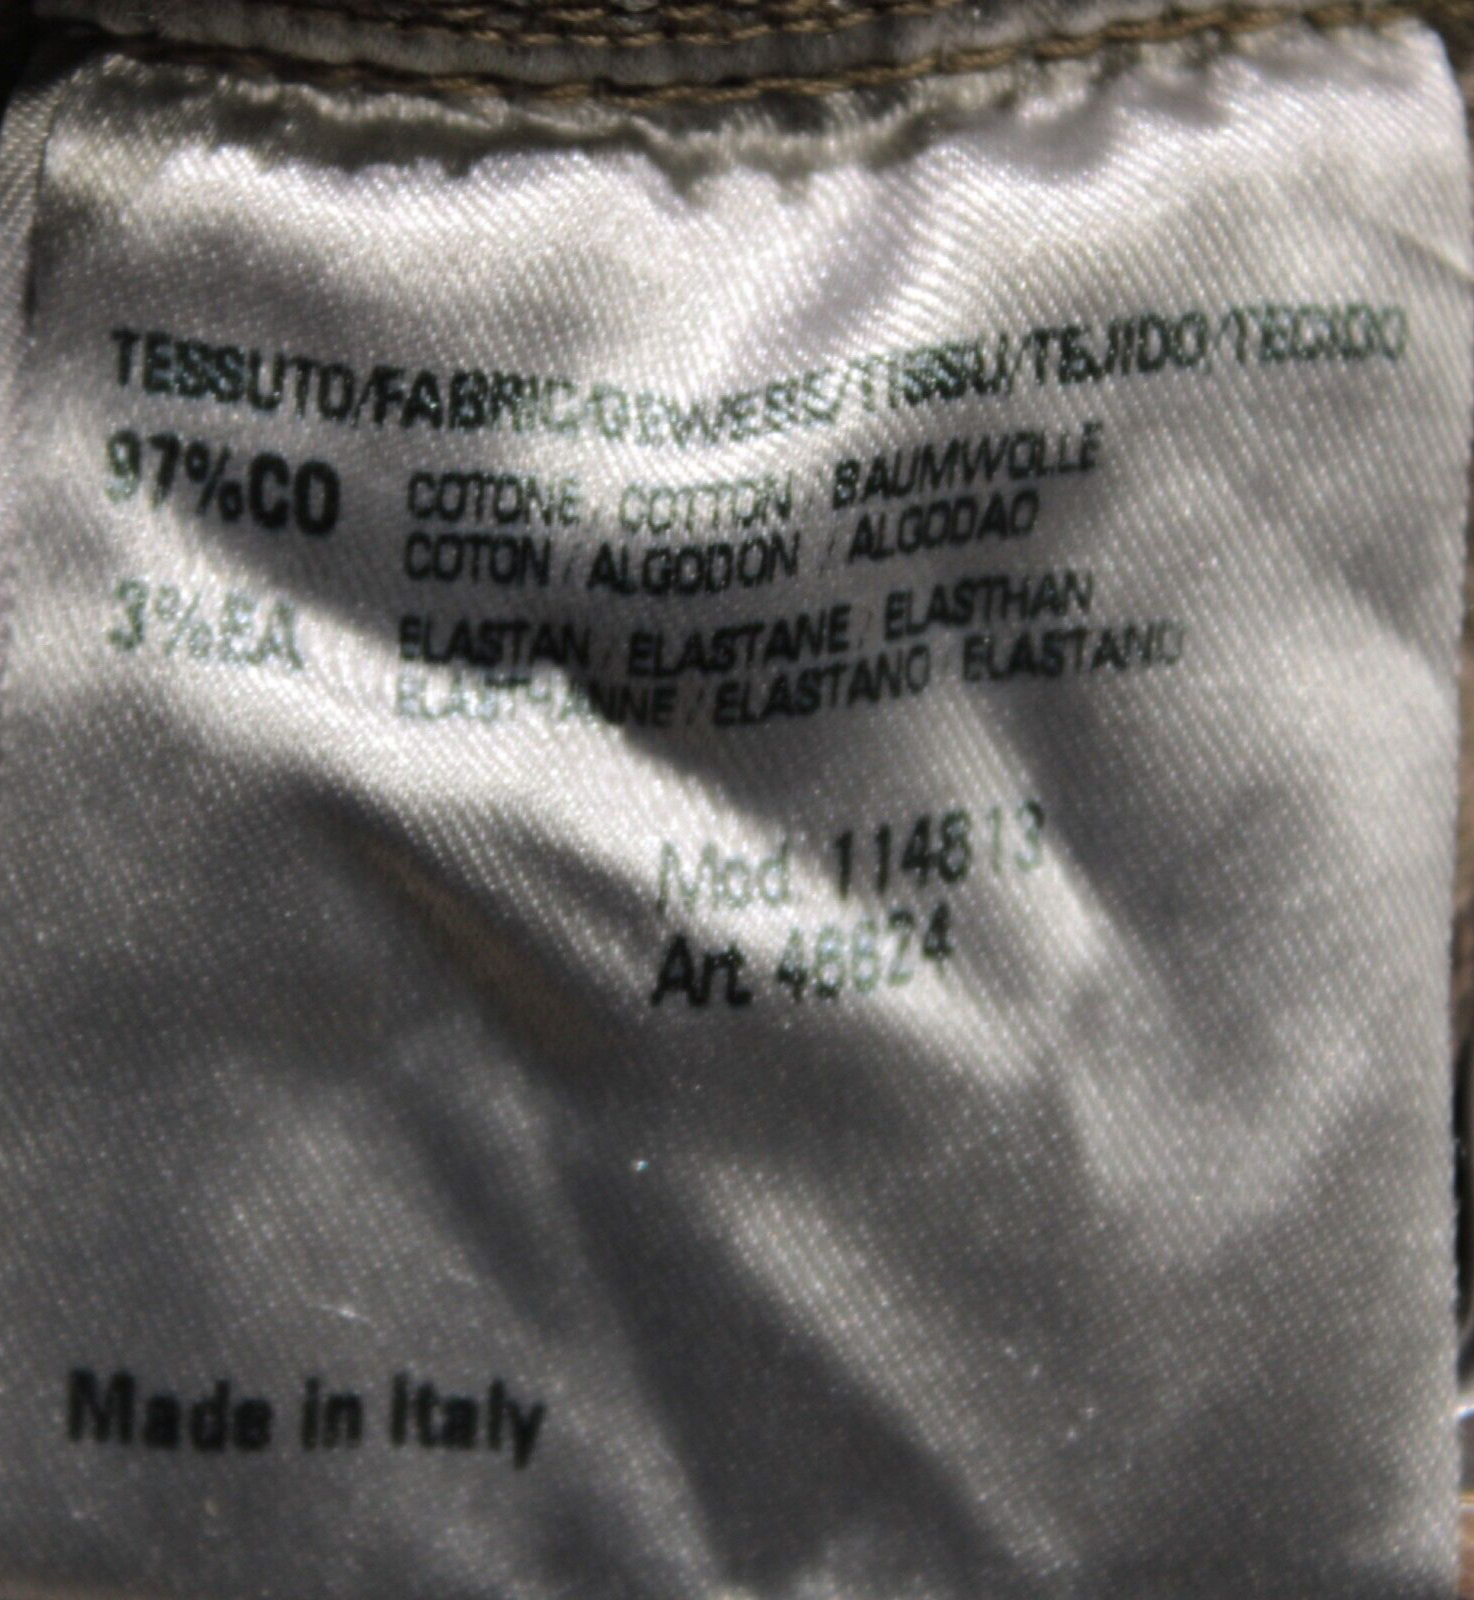 TESSUTO/FABRIC/GEWEBE/TISSU/TEJIDO/TECIDO
97%CO COTONE / COTTON / BAUMWOLLE
COTON / ALGODON / ALGODAO
3%EA ELASTAN / ELASTANE / ELASTHAN
ELASTHANNE / ELASTANO / ELASTANO
Mod. 114813
Art. 46624
Made in Italy